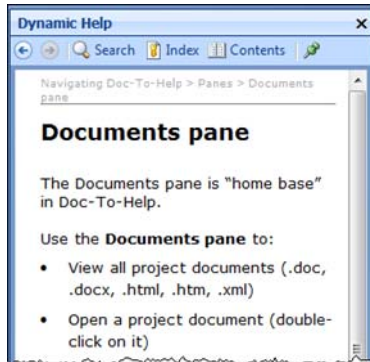 Dynamic Help
Search Index Contents
Navigating Doc-To-Help > Panes > Documents
pane
Documents pane
The Documents pane is “home base”
in Doc-To-Help.
Use the Documents pane to:
• View all project documents (.doc,
.docx, .html, .htm, .xml)
• Open a project document (double-
click on it)